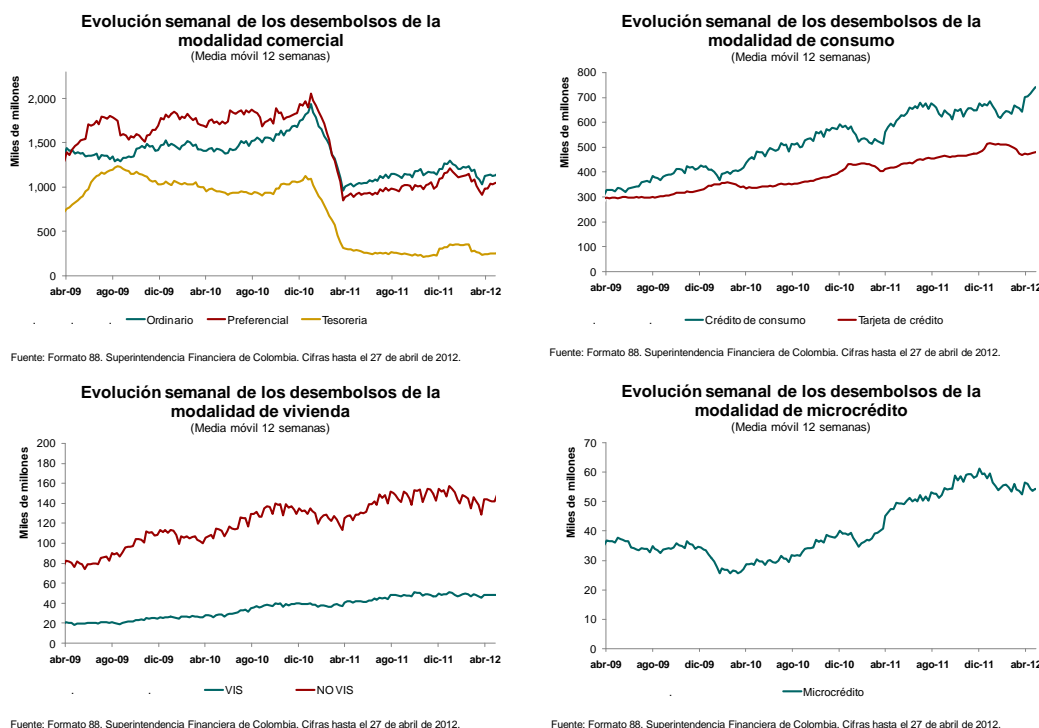 Evolución semanal de los desembolsos de la
modalidad comercial
(Media móvil 12 semanas)
Miles de millones
2,000
1,500
1,000
500
0
abr-09 ago-09 dic-09 abr-10 ago-10 dic-10 abr-11 ago-11 dic-11 abr-12
. . . Ordinario Preferencial Tesoreria
Fuente: Formato 88. Superintendencia Financiera de Colombia. Cifras hasta el 27 de abril de 2012.
Evolución semanal de los desembolsos de la
modalidad de consumo
(Media móvil 12 semanas)
Miles de millones
800
700
600
500
400
300
200
100
0
abr-09 ago-09 dic-09 abr-10 ago-10 dic-10 abr-11 ago-11 dic-11 abr-12
. . Crédito de consumo Tarjeta de crédito
Fuente: Formato 88. Superintendencia Financiera de Colombia. Cifras hasta el 27 de abril de 2012.
Evolución semanal de los desembolsos de la
modalidad de vivienda
(Media móvil 12 semanas)
Miles de millones
200
180
160
140
120
100
80
60
40
20
0
abr-09 ago-09 dic-09 abr-10 ago-10 dic-10 abr-11 ago-11 dic-11 abr-12
. . VIS NO VIS
Fuente: Formato 88. Superintendencia Financiera de Colombia. Cifras hasta el 27 de abril de 2012.
Evolución semanal de los desembolsos de la
modalidad de microcrédito
(Media móvil 12 semanas)
Miles de millones
70
60
50
40
30
20
10
0
abr-09 ago-09 dic-09 abr-10 ago-10 dic-10 abr-11 ago-11 dic-11 abr-12
. Microcrédito
Fuente: Formato 88. Superintendencia Financiera de Colombia. Cifras hasta el 27 de abril de 2012.